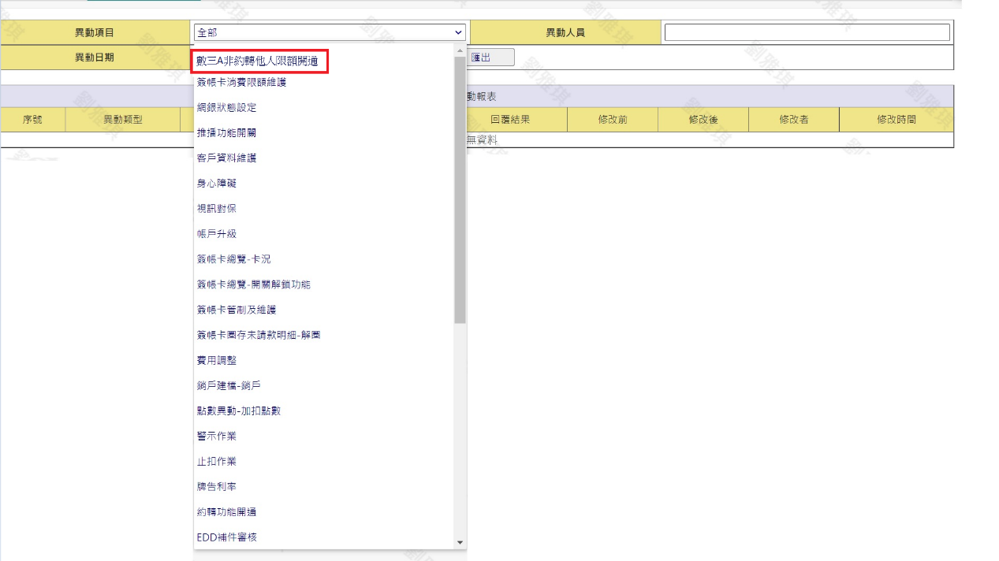 異動項目 全部 異動人員
異動日期 匯出
數三A非約轉他人限額開通
簽帳卡消費限額維護
動報表
網銀狀態設定
序號 異動類型 回覆結果 修改前 修改後 修改者 修改時間
推播功能開關
無資料
客戶資料維護
身心障礙
視訊對保
帳戶升級
簽帳卡總覽-卡況
簽帳卡總覽-開關解鎖功能
簽帳卡管制及維護
簽帳卡圈存未請款明細-解圈
費用調整
銷戶建檔-銷戶
點數異動-加扣點數
警示作業
止扣作業
牌告利率
約轉功能開通
EDD補件審核
劉雅琪